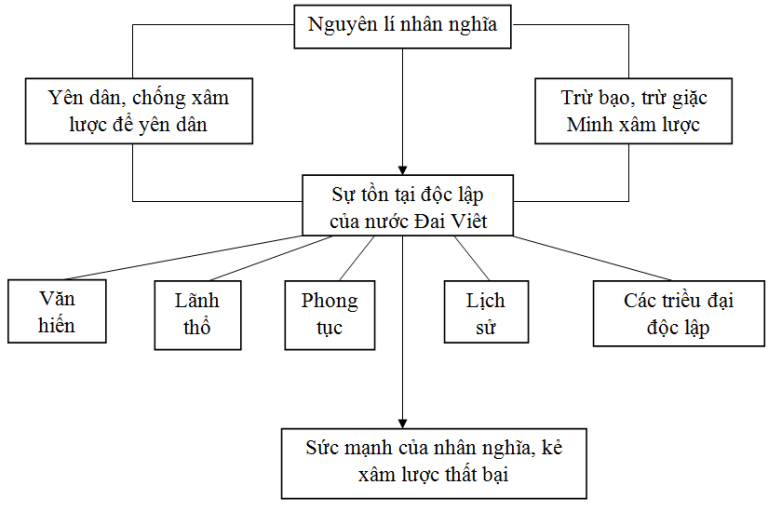 Nguyên lí nhân nghĩa
Yên dân, chống xâm
lược để yên dân
Trừ bạo, trừ giặc
Minh xâm lược
Sự tồn tại độc lập
của nước Đai Viêt
Văn
hiến
Lãnh
thổ
Phong
tục
Lịch
sử
Các triều đại
độc lập
Sức mạnh của nhân nghĩa, kẻ
xâm lược thất bại